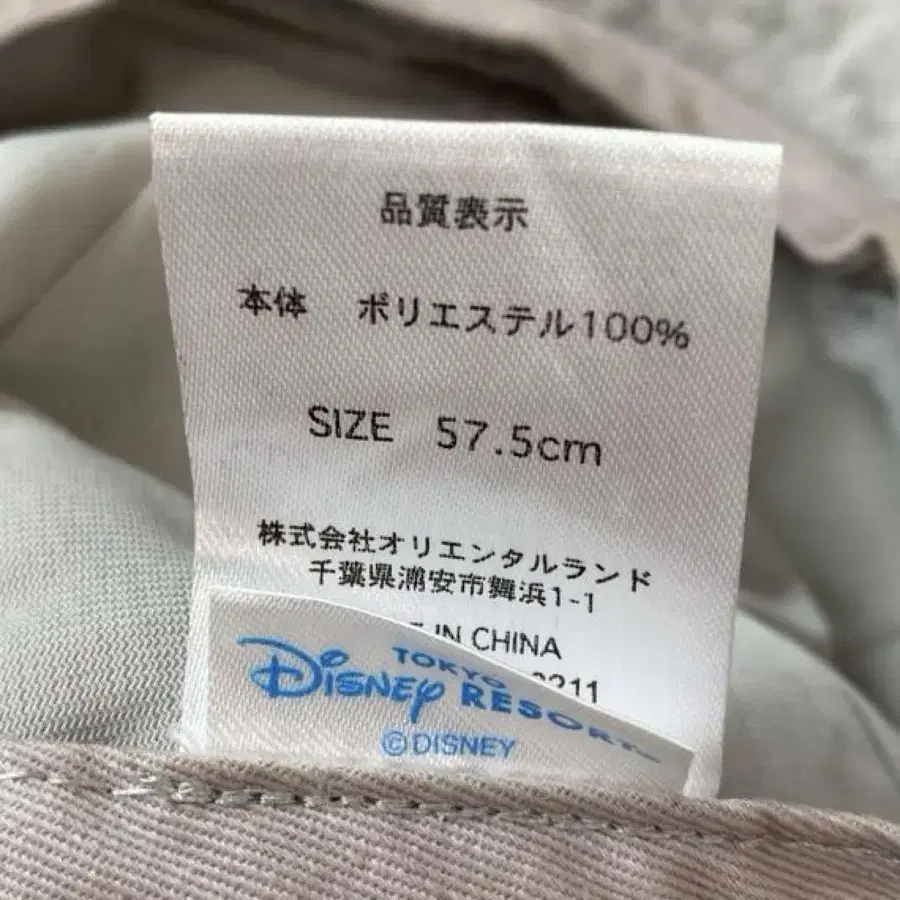 品質表示
本体 ポリエステル100%
SIZE 57.5cm
株式会社オリエンタルランド
千葉県浦安市舞浜1-1
IN CHINA
TOKYO
DISNEY RESORT
©DISNEY